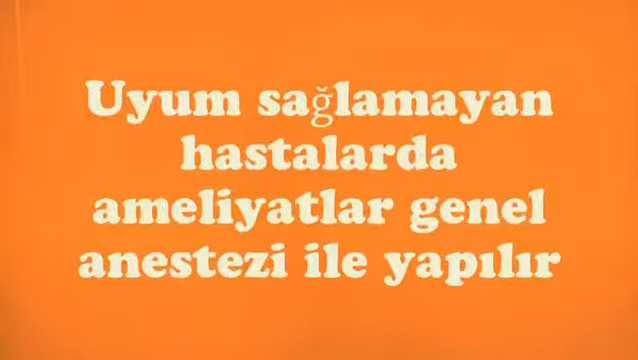 Uyum sağlamayan
hastalarda
ameliyatlar genel
anestezi ile yapılır